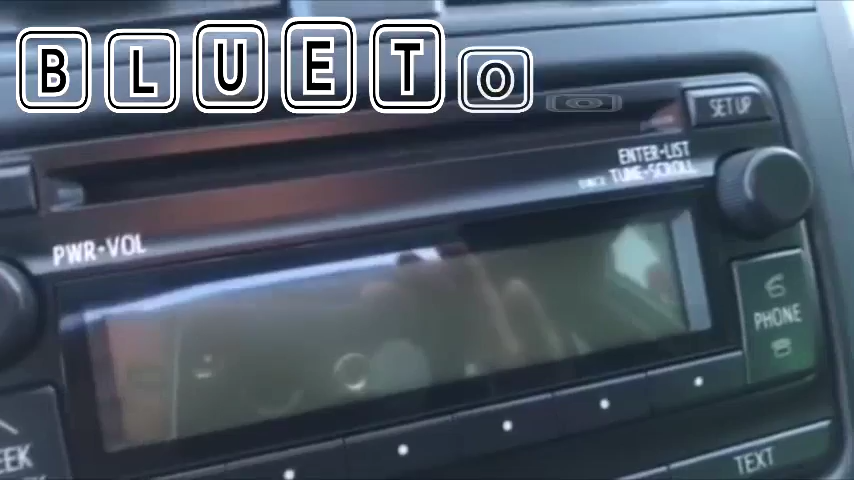 BLUETO
SET UP
ENTER•LIST
TUNE•SCROLL
PWR•VOL
PHONE
EEK
TEXT